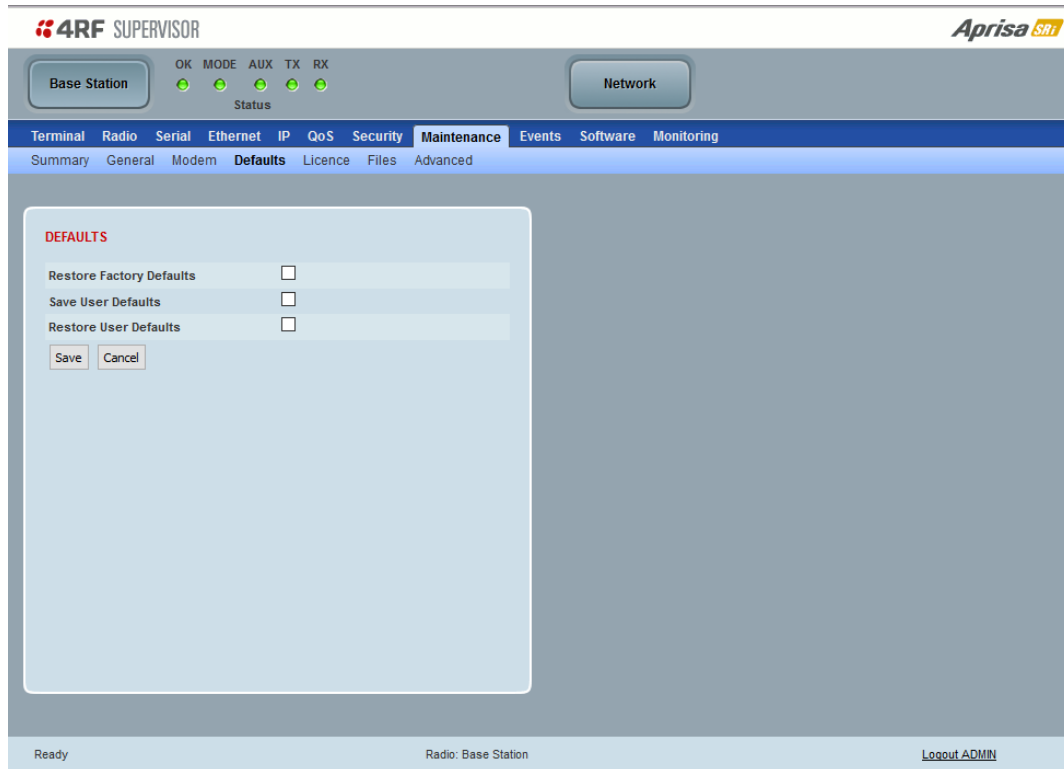 4RF SUPERVISOR
Aprisa SRi
Base Station
OK MODE AUX TX RX
Status
Network
Terminal Radio Serial Ethernet IP QoS Security Maintenance Events Software Monitoring
Summary General Modem Defaults Licence Files Advanced
DEFAULTS
Restore Factory Defaults
Save User Defaults
Restore User Defaults
Save Cancel
Ready
Radio: Base Station
Logout ADMIN